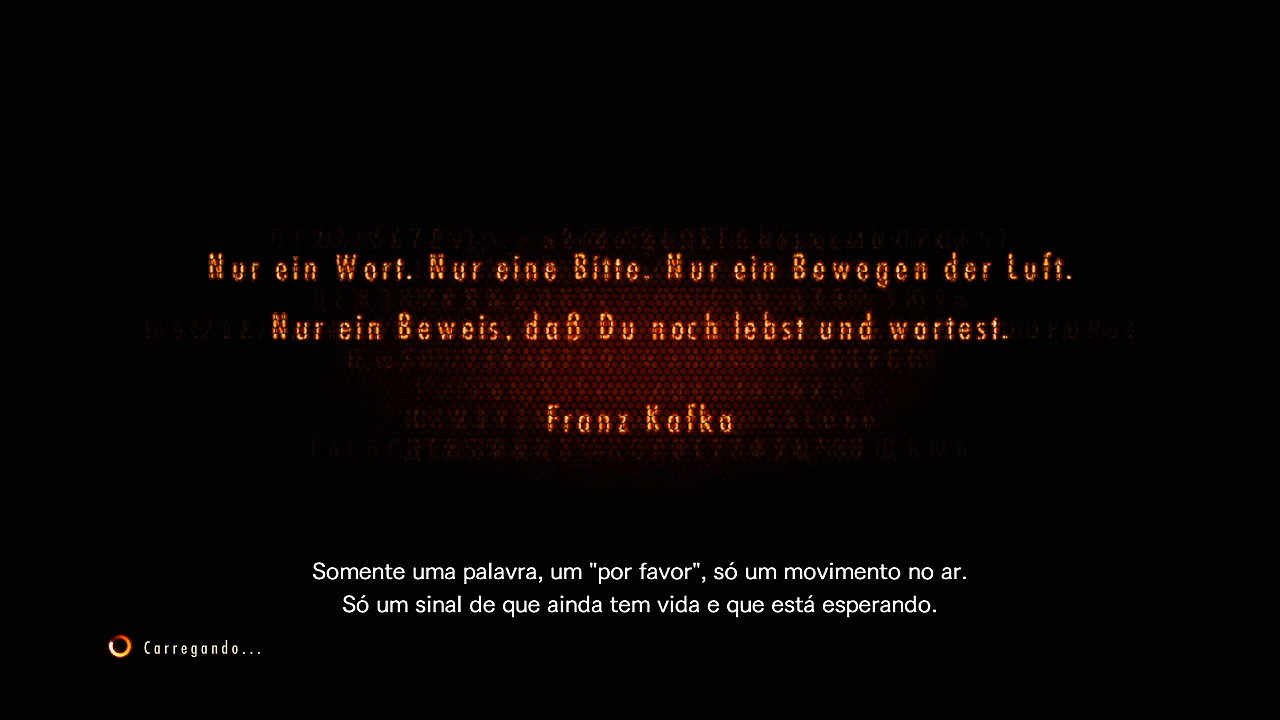 Nur ein Wort. Nur eine Bitte. Nur ein Bewegen der Luft.
Nur ein Beweis, daß Du noch lebst und wartest.
Franz Kafka
Somente uma palavra, um "por favor", só um movimento no ar.
Só um sinal de que ainda tem vida e que está esperando.
Carregando...